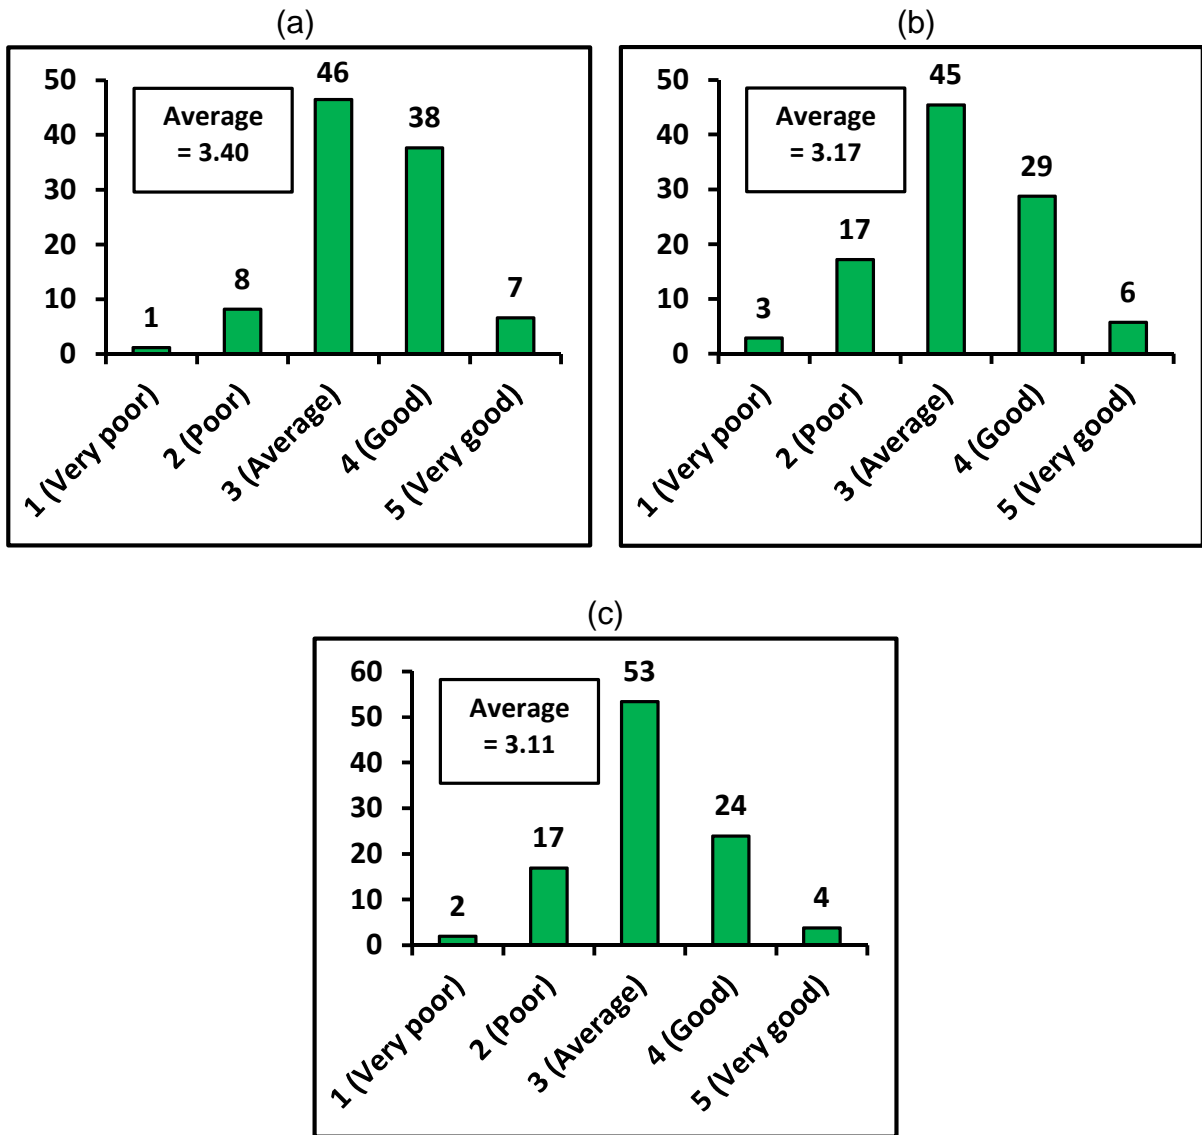 (a)
50
40
30
20
10
0
Average
= 3.40
1
8
46
38
7
1 (Very poor)
2 (Poor)
3 (Average)
4 (Good)
5 (Very good)
(b)
50
40
30
20
10
0
Average
= 3.17
3
17
45
29
6
1 (Very poor)
2 (Poor)
3 (Average)
4 (Good)
5 (Very good)
(c)
60
50
40
30
20
10
0
Average
= 3.11
2
17
53
24
4
1 (Very poor)
2 (Poor)
3 (Average)
4 (Good)
5 (Very good)